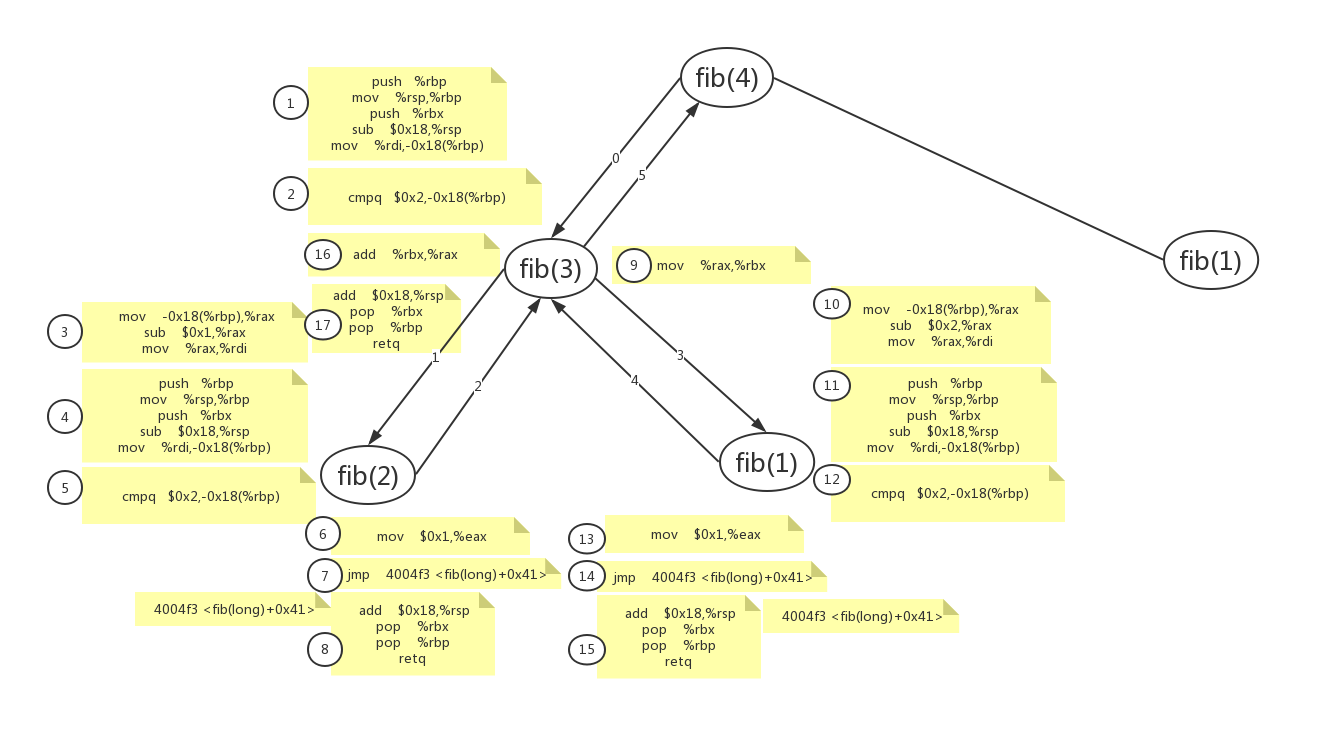 fib(4)
1
push %rbp
mov %rsp,%rbp
push %rbx
sub $0x18,%rsp
mov %rdi,-0x18(%rbp)
0
5
2
cmpq $0x2,-0x18(%rbp)
16
add %rbx,%rax
fib(3)
9
mov %rax,%rbx
fib(1)
17
add $0x18,%rsp
pop %rbx
pop %rbp
retq
3
mov -0x18(%rbp),%rax
sub $0x1,%rax
mov %rax,%rdi
10
mov -0x18(%rbp),%rax
sub $0x2,%rax
mov %rax,%rdi
1
2
3
4
4
push %rbp
mov %rsp,%rbp
push %rbx
sub $0x18,%rsp
mov %rdi,-0x18(%rbp)
11
push %rbp
mov %rsp,%rbp
push %rbx
sub $0x18,%rsp
mov %rdi,-0x18(%rbp)
5
cmpq $0x2,-0x18(%rbp)
fib(2)
fib(1)
12
cmpq $0x2,-0x18(%rbp)
6
mov $0x1,%eax
13
mov $0x1,%eax
7
jmp 4004f3 <fib(long)+0x41>
14
jmp 4004f3 <fib(long)+0x41>
4004f3 <fib(long)+0x41>
8
add $0x18,%rsp
pop %rbx
pop %rbp
retq
15
add $0x18,%rsp
pop %rbx
pop %rbp
retq
4004f3 <fib(long)+0x41>